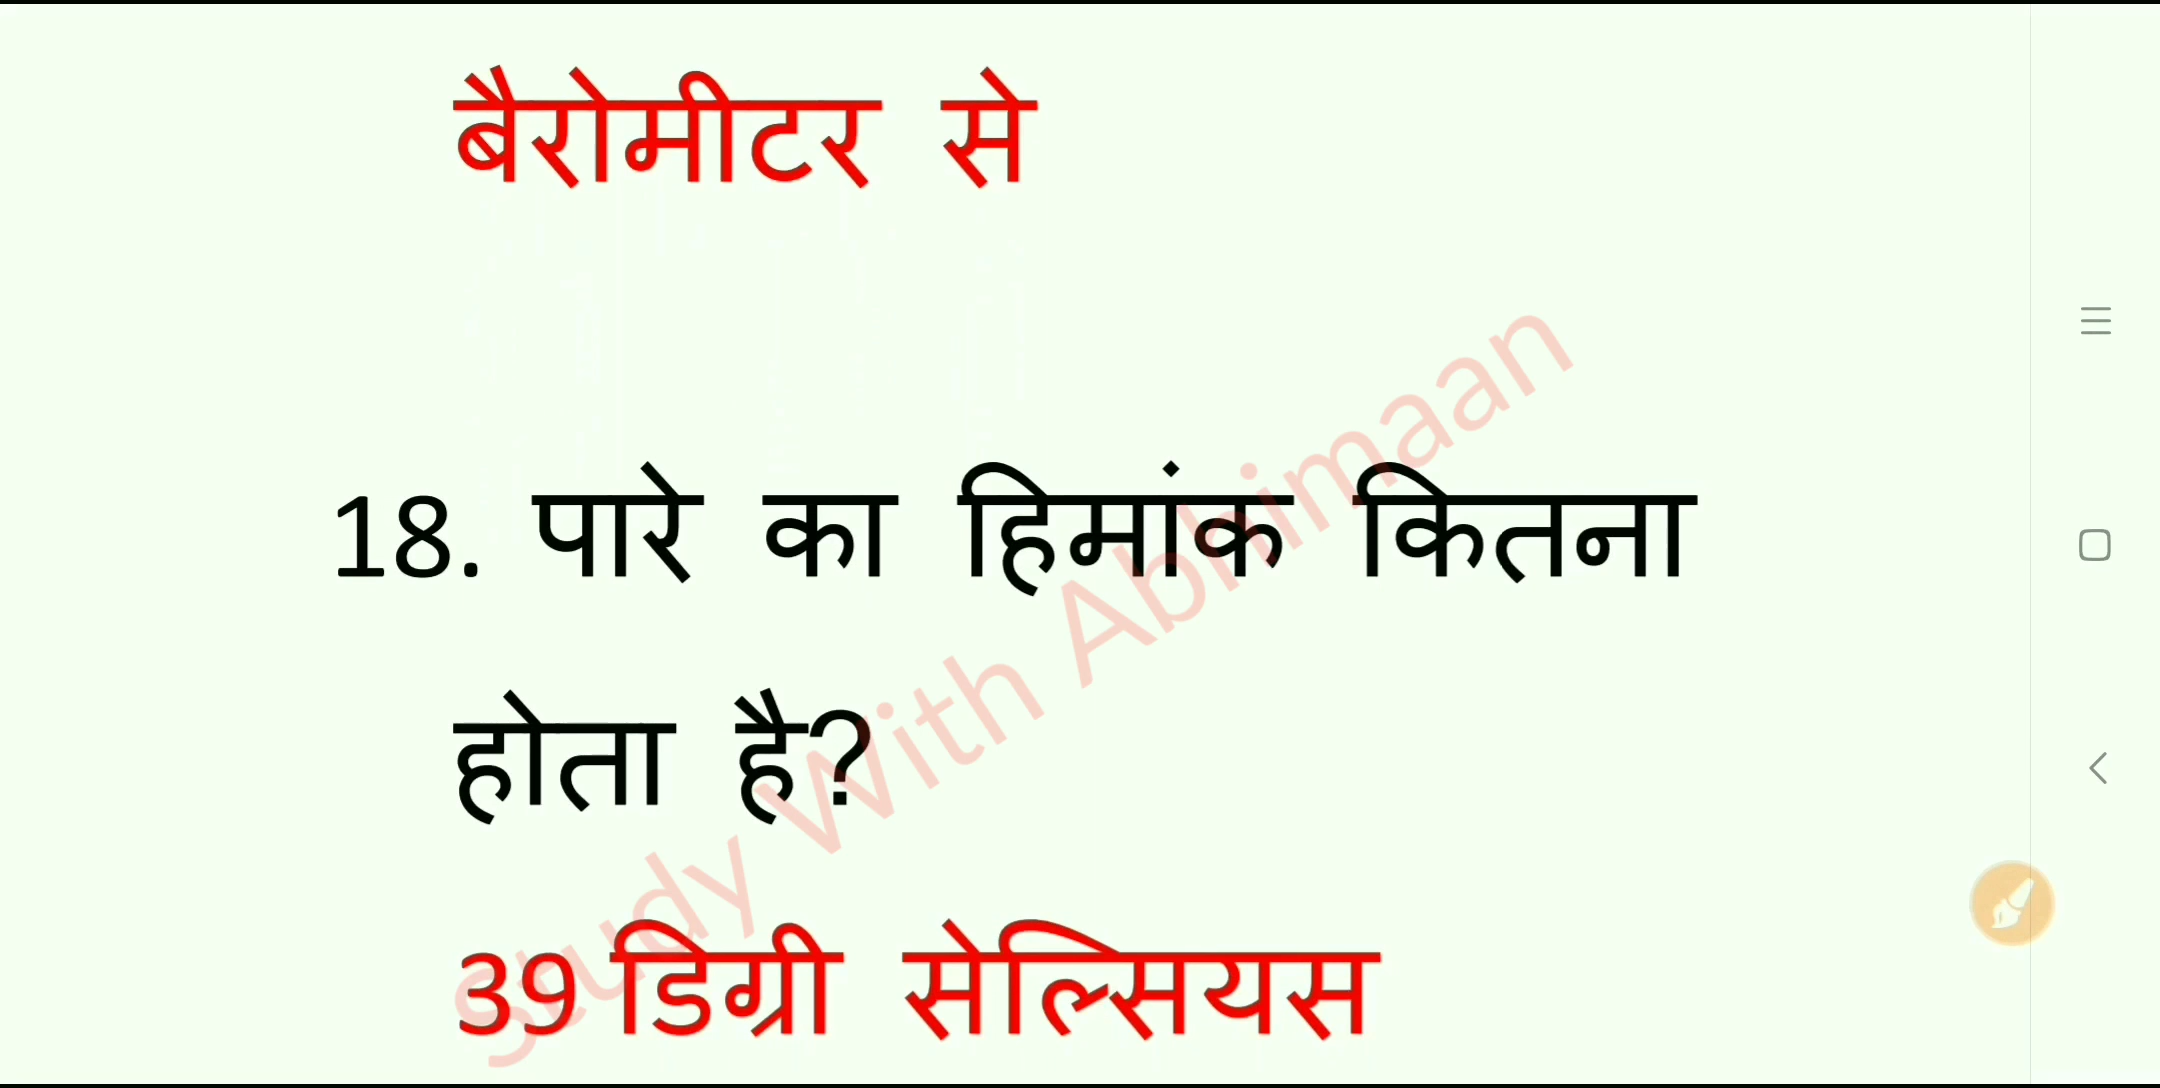 बैरोमीटर से
18. पारे का हिमांक कितना
होता है?
39 डिग्री सेल्सियस
Study With Abhimaan